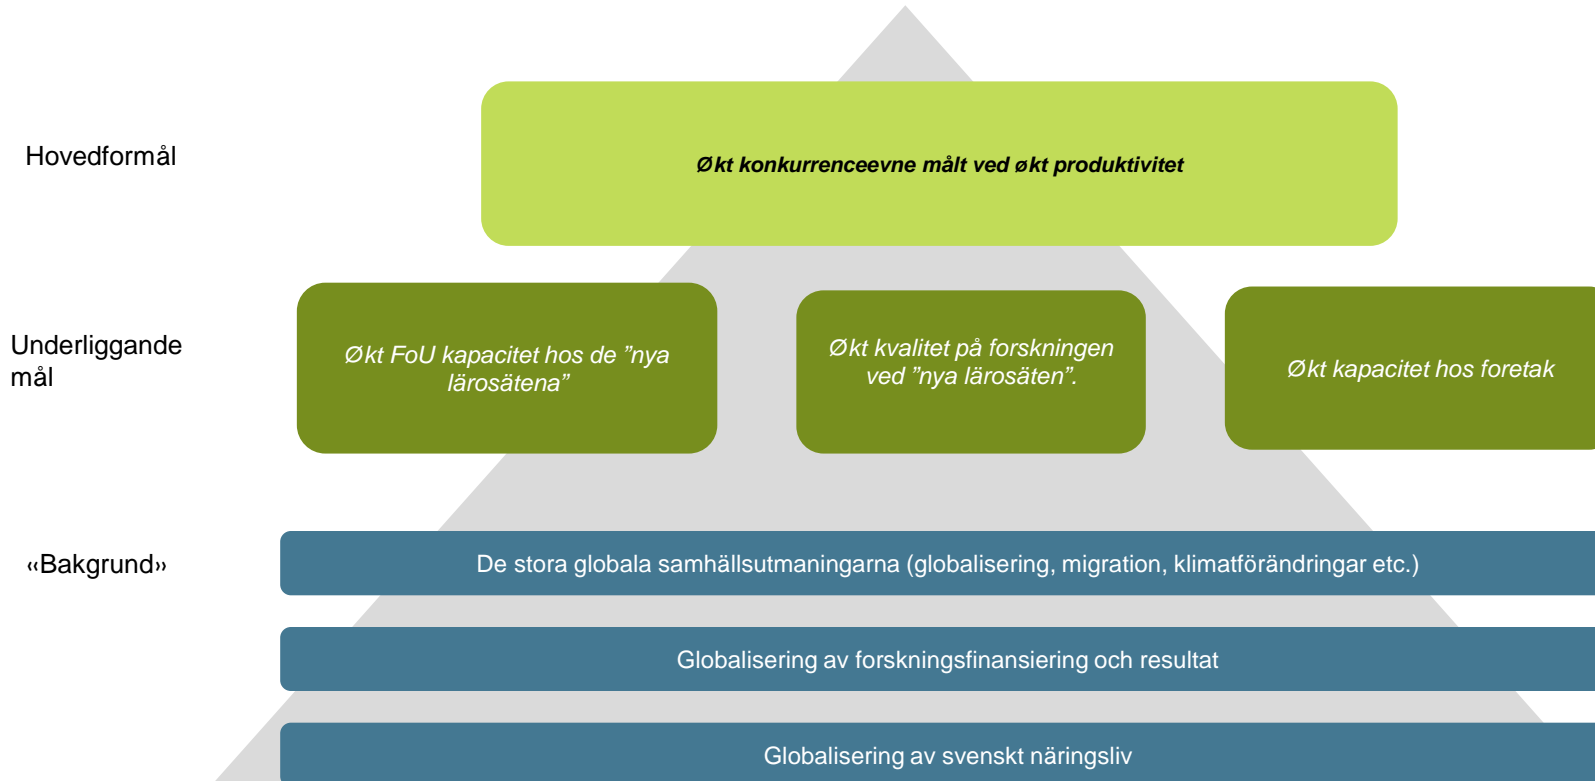 Hovedformål
Økt konkurrenceevne målt ved økt produktivitet
Underliggande
mål
Økt FoU kapacitet hos de ”nya
lärosätena”
Økt kvalitet på forskningen
ved ”nya lärosäten”.
Økt kapacitet hos foretak
«Bakgrund»
De stora globala samhällsutmaningarna (globalisering, migration, klimatförändringar etc.)
Globalisering av forskningsfinansiering och resultat
Globalisering av svenskt näringsliv